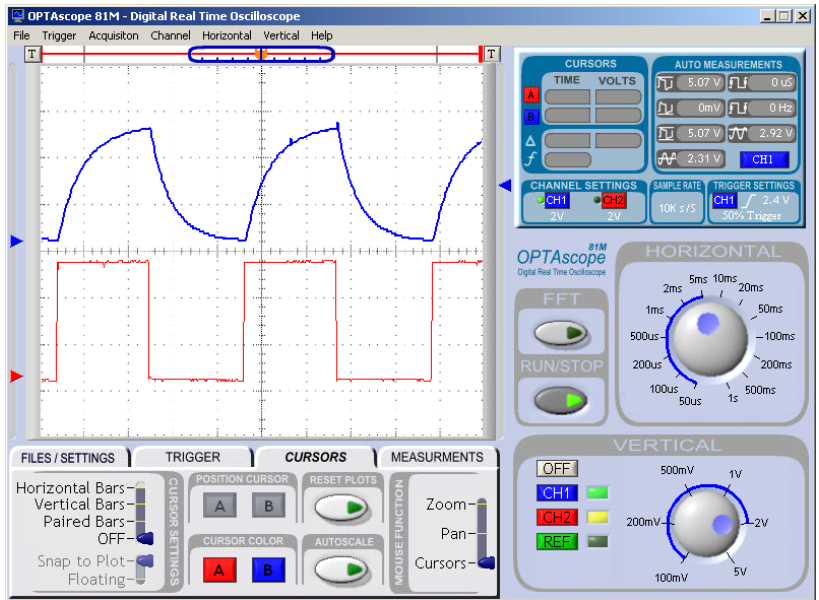 OPTAscope 81M - Digital Real Time Oscilloscope
File Trigger Acquisiton Channel Horizontal Vertical Help
T T
CURSORS
TIME VOLTS
A
B
Δ
f
AUTO MEASUREMENTS
5.07 V 0 uS
0mV 0 Hz
5.07 V 2.92 V
2.31 V CH1
CHANNEL SETTINGS
CH1 CH2
2V 2V
SAMPLE RATE
10K s/S
TRIGGER SETTINGS
CH1 2.4 V
50% Trigger
81M
OPTAscope
Digital Real Time Oscilloscope
FFT
RUN/STOP
HORIZONTAL
50us
100us
200us
500us
1ms
2ms
5ms
10ms
20ms
50ms
100ms
200ms
500ms
1s
FILES / SETTINGS TRIGGER CURSORS MEASURMENTS
Horizontal Bars
Vertical Bars
Paired Bars
OFF
Snap to Plot
Floating
CURSOR SETTINGS
POSITION CURSOR
A B
CURSOR COLOR
A B
RESET PLOTS
AUTOSCALE
MOUSE FUNCTION
Zoom
Pan
Cursors
VERTICAL
OFF
CH1
CH2
REF
100mV
200mV
500mV
1V
2V
5V